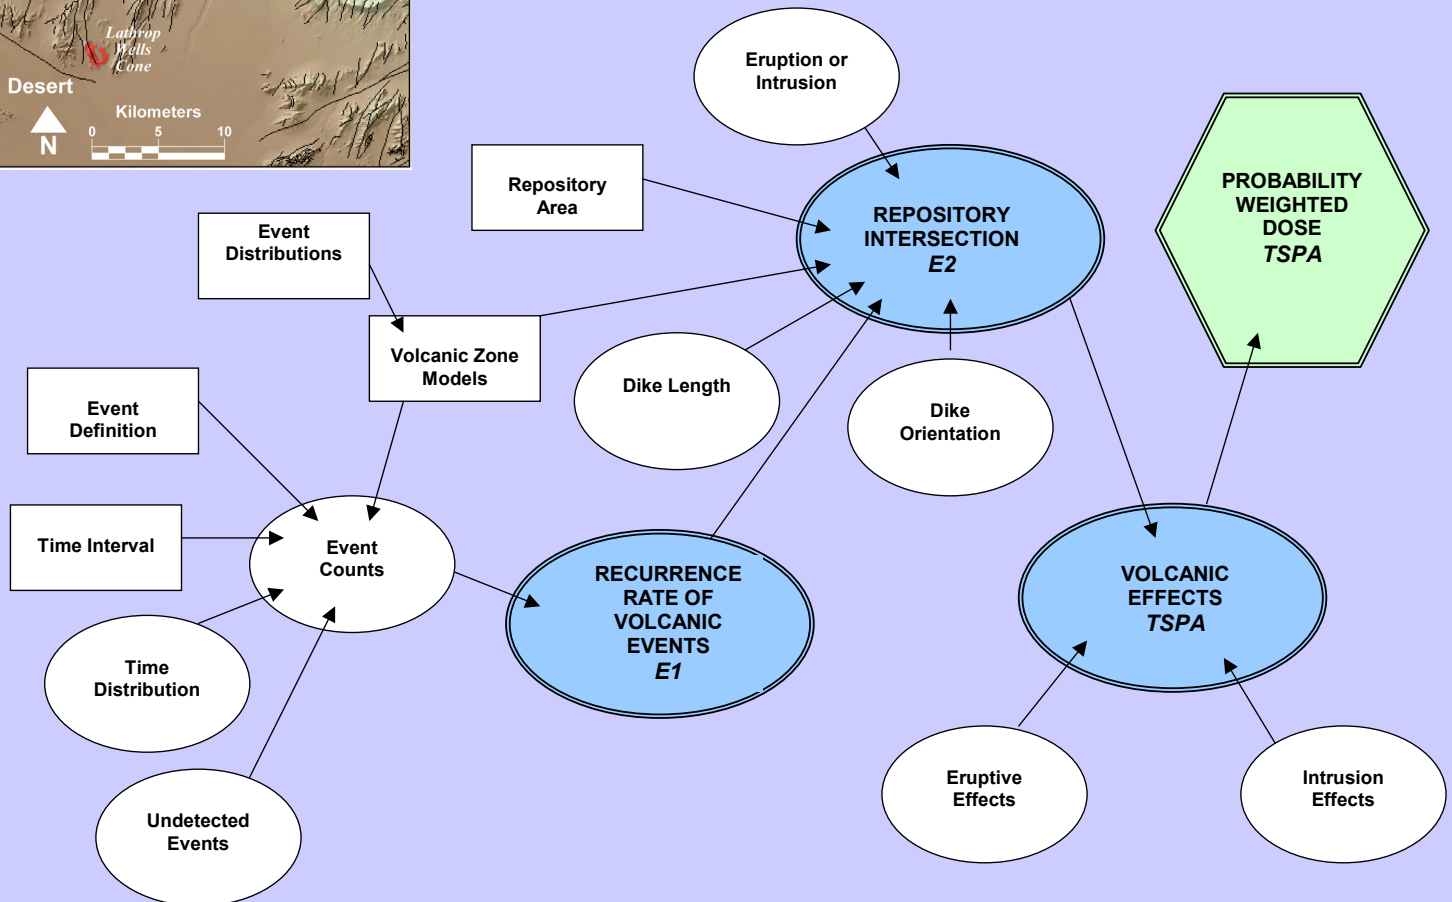 Lathrop
Wells
Cone
Desert
N
Kilometers
0 5 10
Eruption or
Intrusion
Repository
Area
REPOSITORY
INTERSECTION
E2
PROBABILITY
WEIGHTED
DOSE
TSPA
Event
Distributions
Volcanic Zone
Models
Dike Length
Dike
Orientation
Event
Definition
Time Interval
Event
Counts
RECURRENCE
RATE OF
VOLCANIC
EVENTS
E1
VOLCANIC
EFFECTS
TSPA
Time
Distribution
Undetected
Events
Eruptive
Effects
Intrusion
Effects